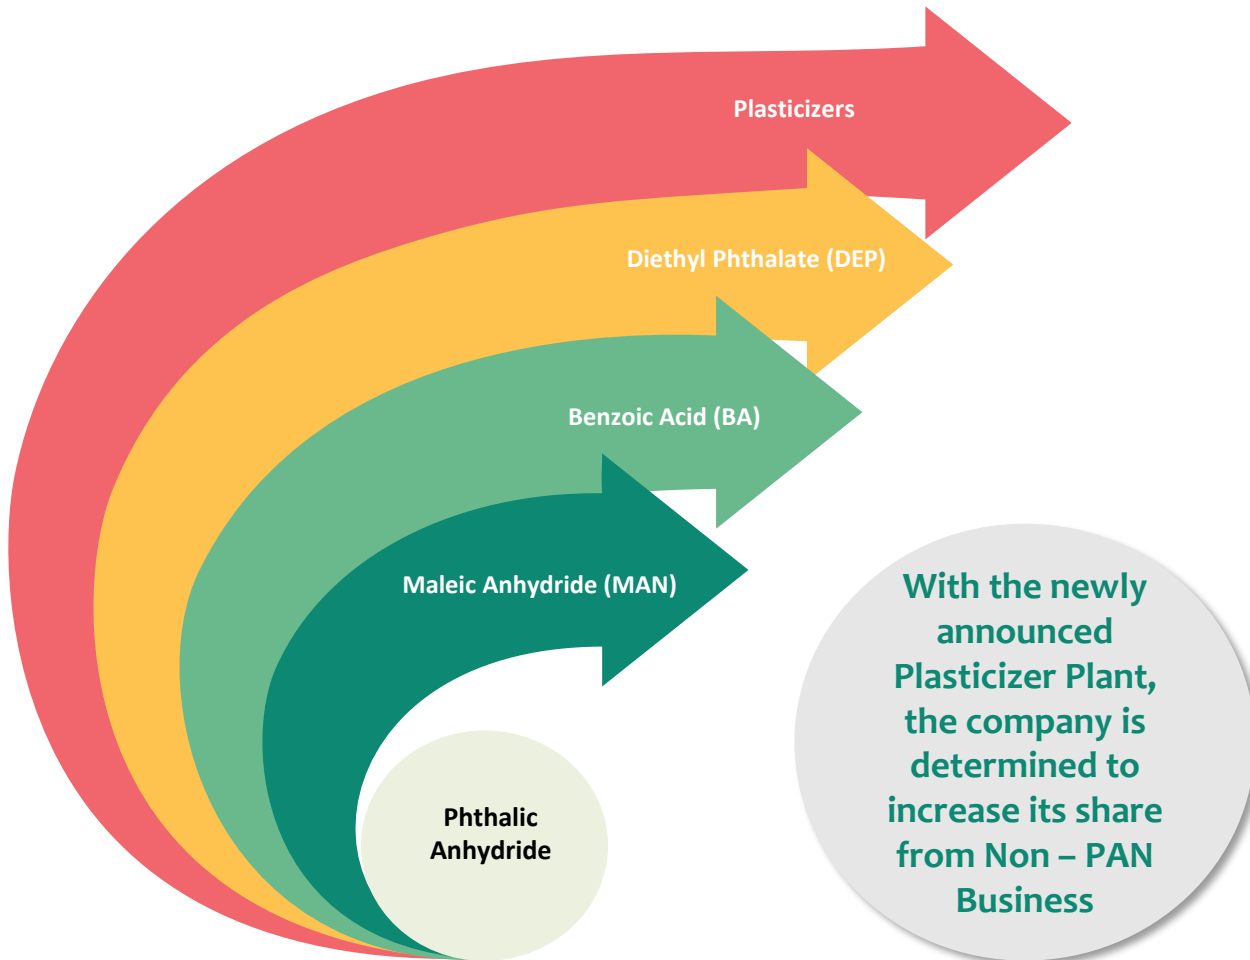 Plasticizers
Diethyl Phthalate (DEP)
Benzoic Acid (BA)
Maleic Anhydride (MAN)
Phthalic
Anhydride
With the newly
announced
Plasticizer Plant,
the company is
determined to
increase its share
from Non – PAN
Business